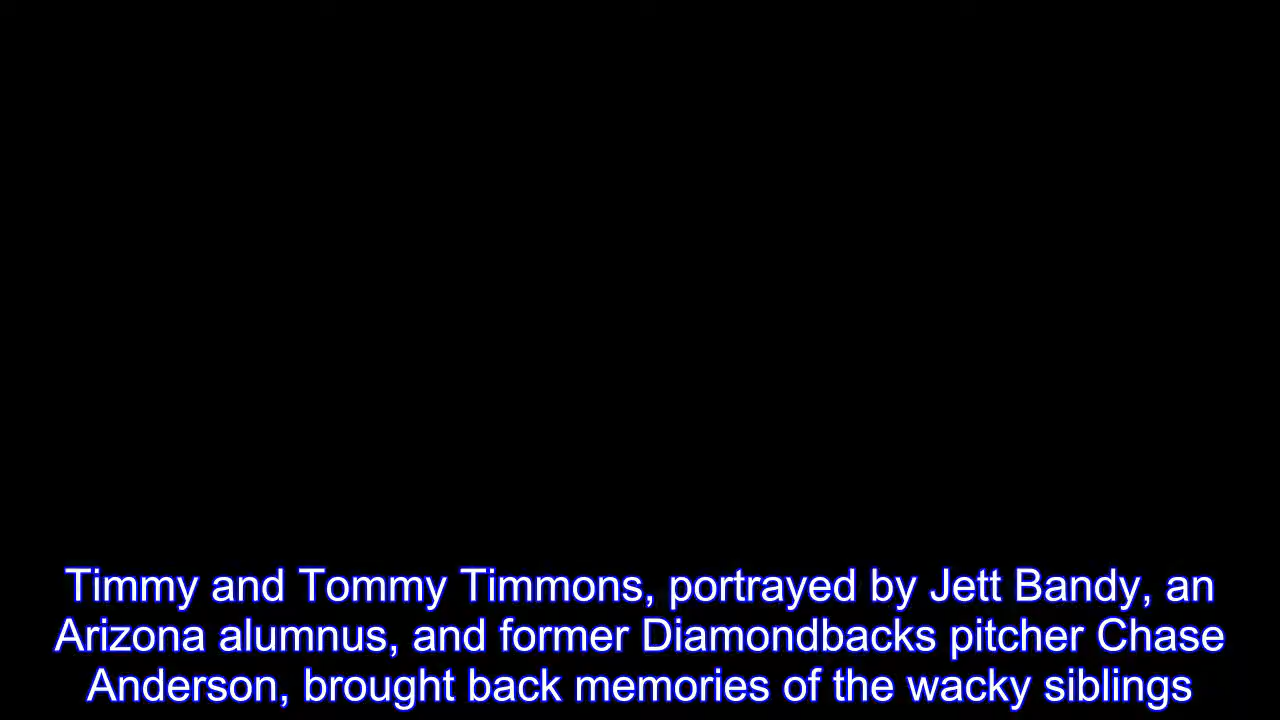 Timmy and Tommy Timmons, portrayed by Jett Bandy, an
Arizona alumnus, and former Diamondbacks pitcher Chase
Anderson, brought back memories of the wacky siblings